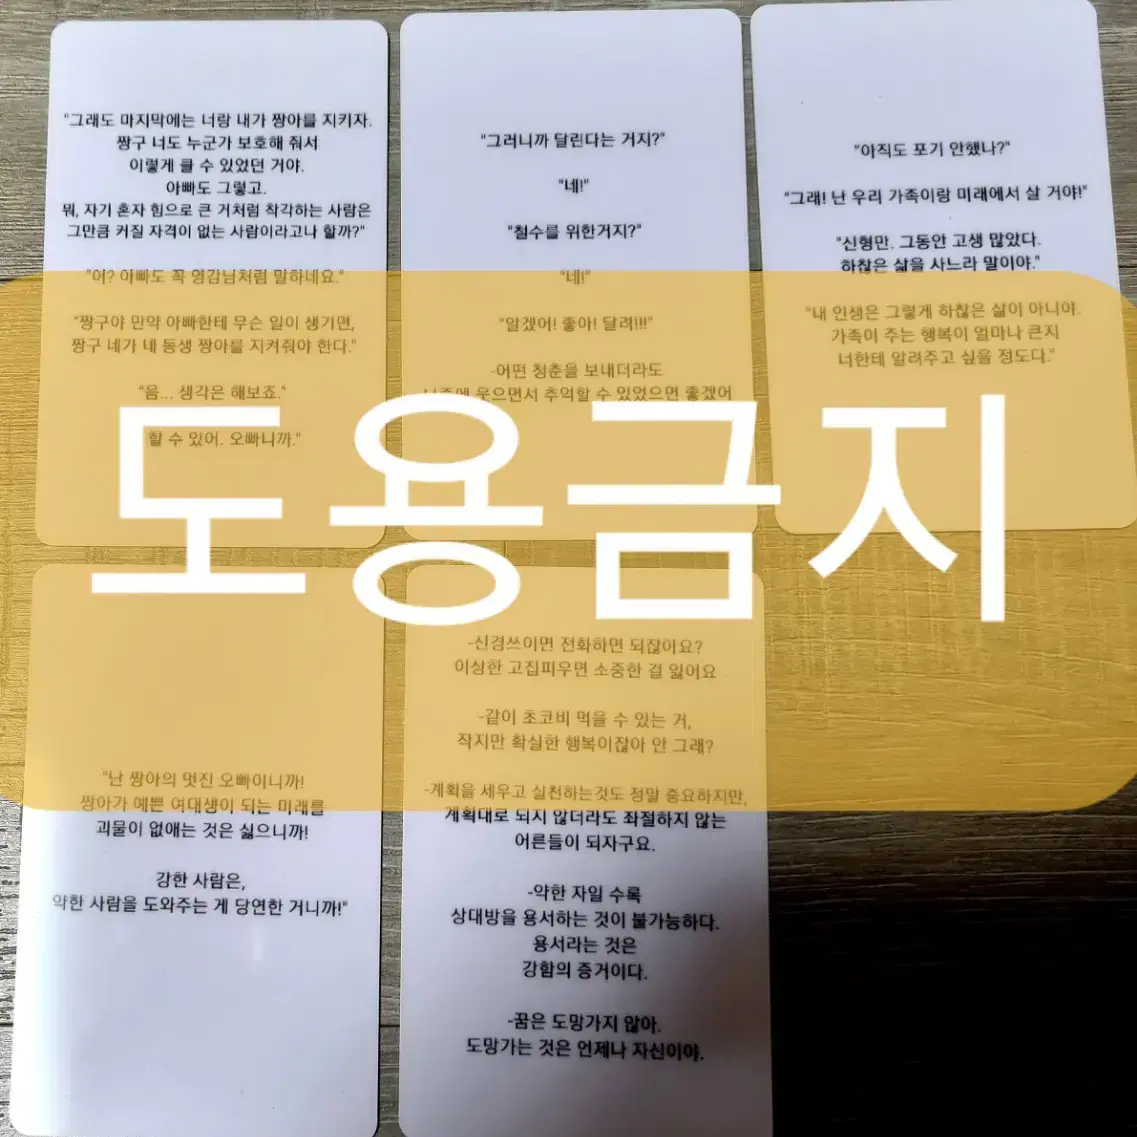 "그래도 마지막에는 너랑 내가 짱아를 지키자.
짱구 너도 누군가 보호해 줘서
이렇게 클 수 있었던 거야.
아빠도 그렇고.
뭐, 자기 혼자 힘으로 큰 거처럼 착각하는 사람은
그만큼 커질 자격이 없는 사람이라고나 할까?"
"어? 아빠도 꼭 영감님처럼 말하네요."
"짱구야 만약 아빠한테 무슨 일이 생기면,
짱구 네가 네 동생 짱아를 지켜줘야 한다."
"음... 생각은 해보죠."
할 수 있어. 오빠니까."
"그러니까 달린다는 거지?"
"네!"
"철수를 위한거지?"
"네!"
"알겠어! 좋아! 달려!!!"
-어떤 청춘을 보내더라도
나중에 웃으면서 추억할 수 있었으면 좋겠어
"아직도 포기 안했나?"
"그래! 난 우리 가족이랑 미래에서 살 거야!"
"신형만. 그동안 고생 많았다.
하찮은 삶을 사느라 말이야."
"내 인생은 그렇게 하찮은 삶이 아니야.
가족이 주는 행복이 얼마나 큰지
너한테 알려주고 싶을 정도다."
도용금지
"난 짱아의 멋진 오빠이니까!
짱아가 예쁜 여대생이 되는 미래를
괴물이 없애는 것은 싫으니까!
강한 사람은,
약한 사람을 도와주는 게 당연한 거니까!"
-신경쓰이면 전화하면 되잖이요?
이상한 고집피우면 소중한 걸 잃어요
-같이 초코비 먹을 수 있는 거,
작지만 확실한 행복이잖아 안 그래?
-계획을 세우고 실천하는것도 정말 중요하지만,
계획대로 되지 않더라도 좌절하지 않는
어른들이 되자구요.
-약한 자일 수록
상대방을 용서하는 것이 불가능하다.
용서라는 것은
강함의 증거이다.
-꿈은 도망가지 않아.
도망가는 것은 언제나 자신이야.